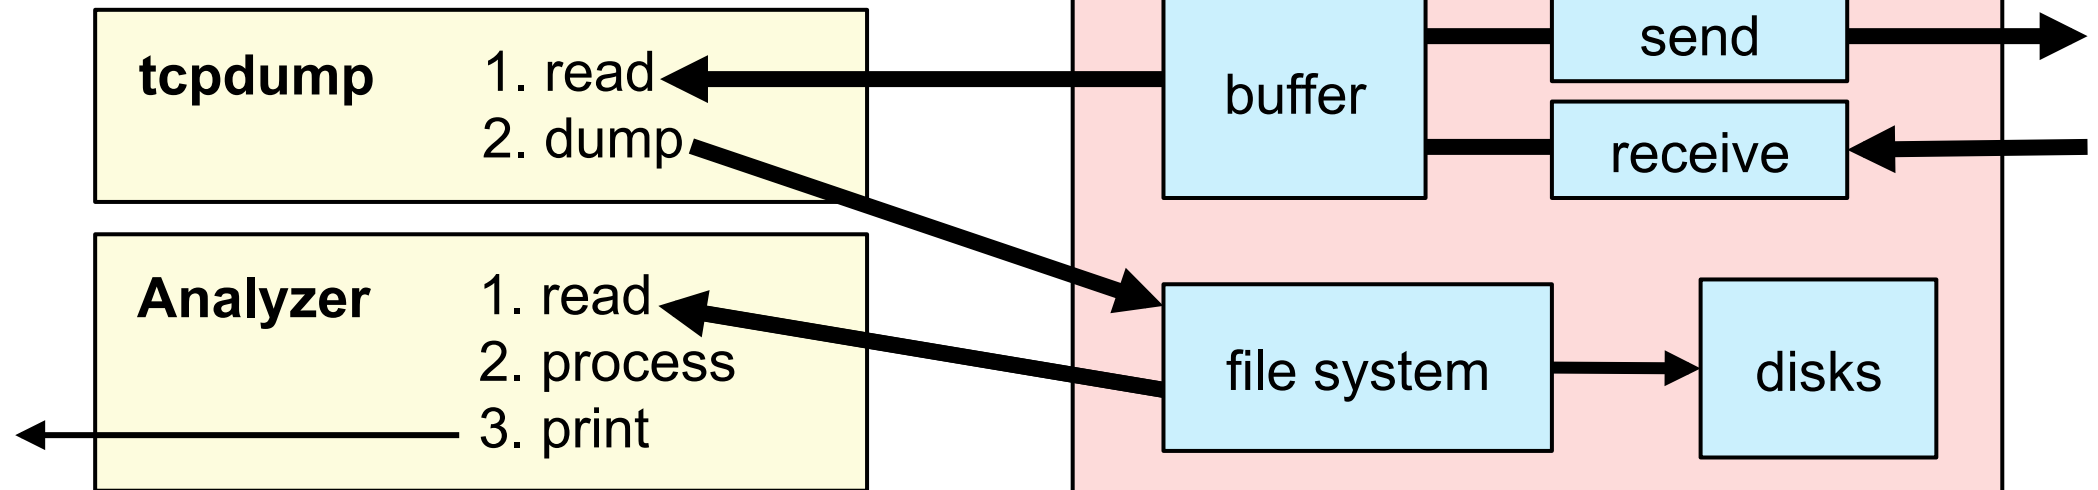 tcpdump
1. read
2. dump
Analyzer
1. read
2. process
3. print
buffer
send
receive
file system
disks